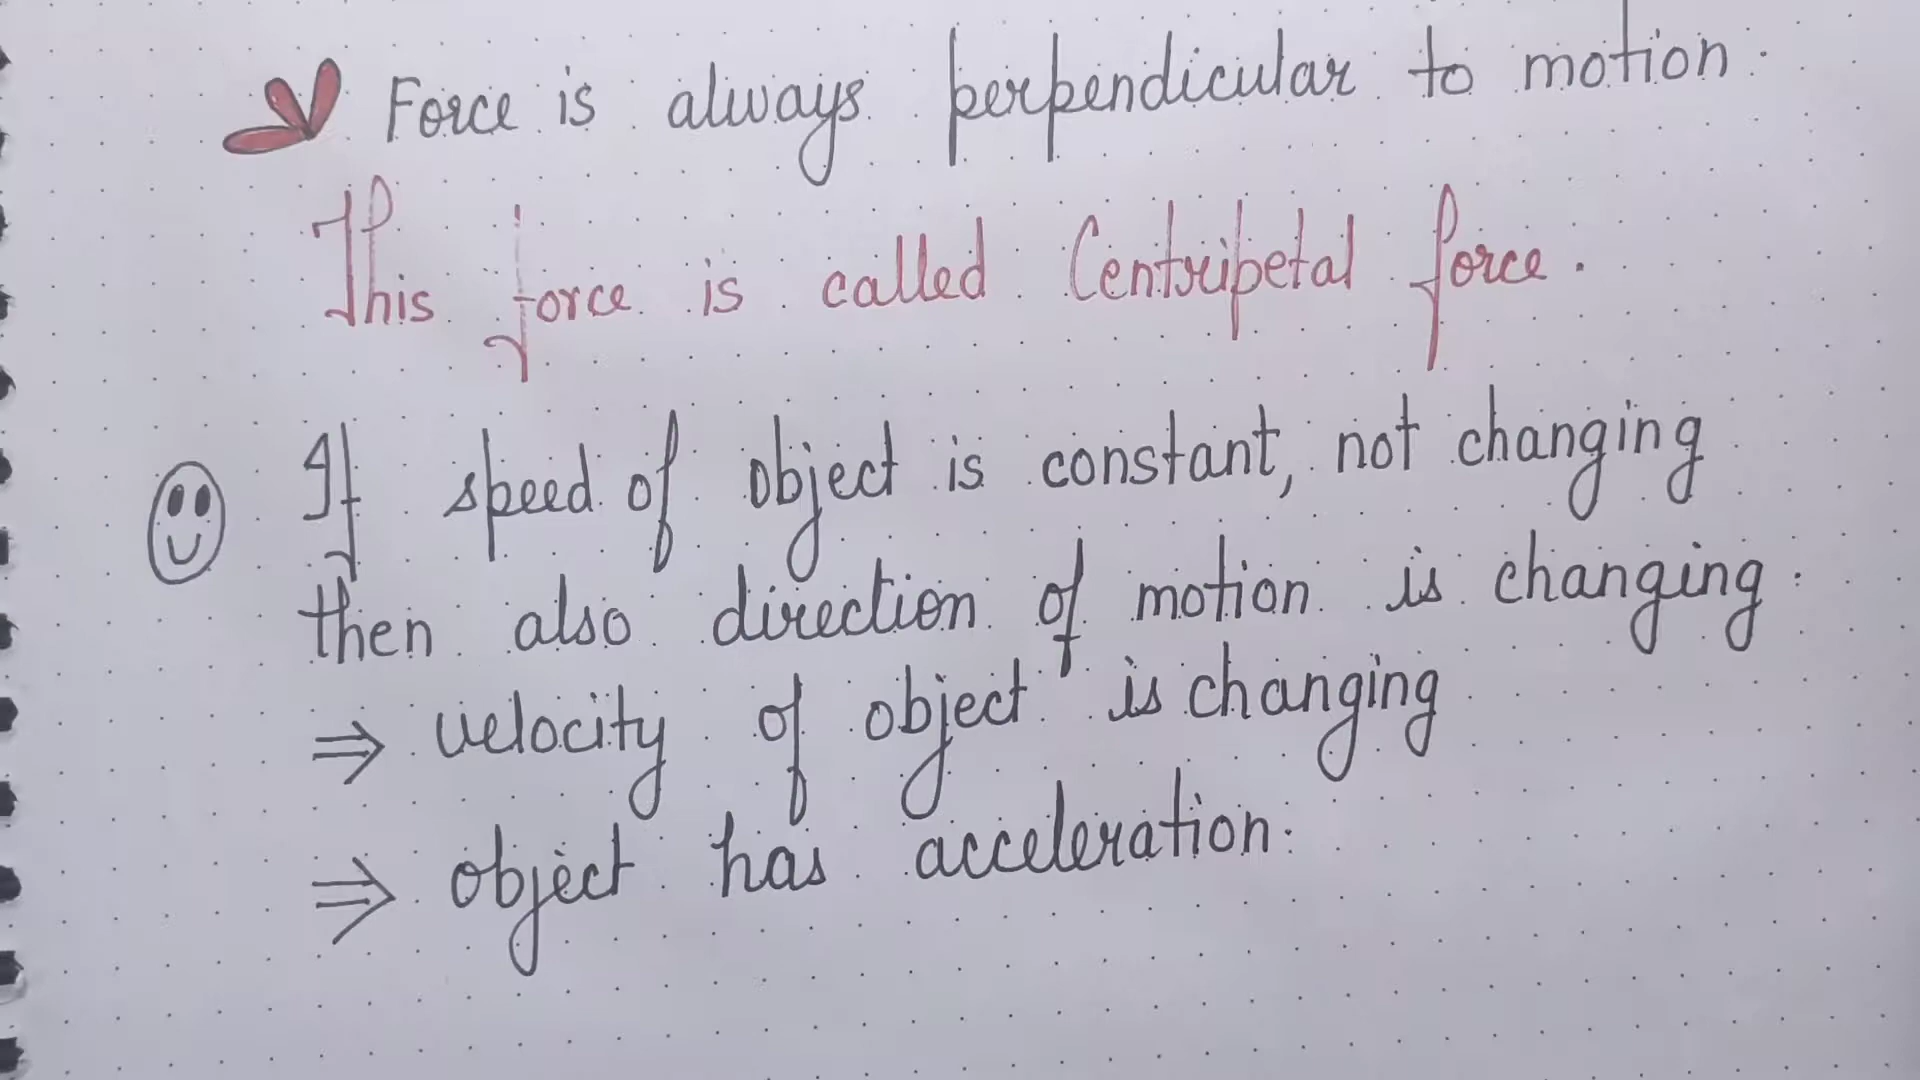 Force is always perpendicular to motion.
This force is called Centripetal force.
If speed of object is constant, not changing
then also direction of motion is changing.
⇒ velocity of object is changing
⇒ object has acceleration.